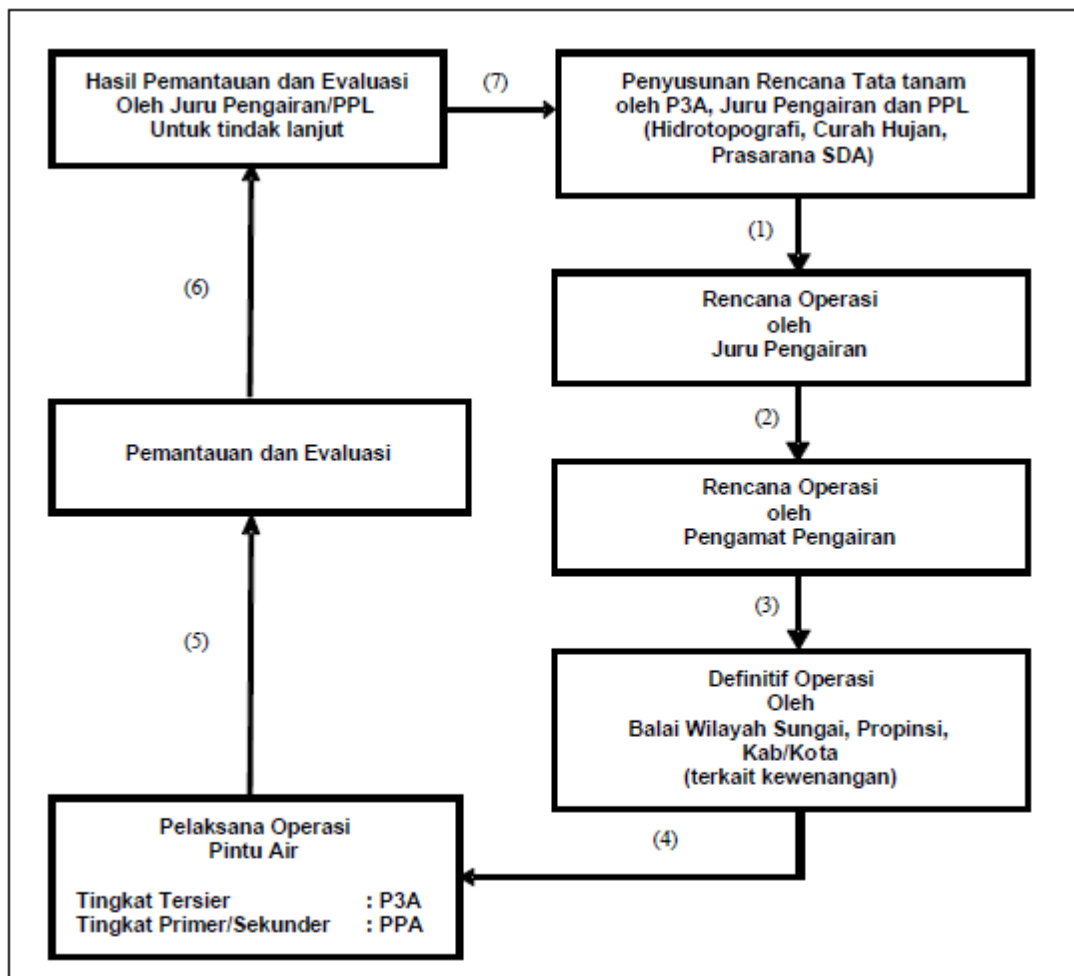 Hasil Pemantauan dan Evaluasi
Oleh Juru Pengairan/PPL
Untuk tindak lanjut
(7)
Penyusunan Rencana Tata tanam
oleh P3A, Juru Pengairan dan PPL
(Hidrotopografi, Curah Hujan,
Prasarana SDA)
(1)
Rencana Operasi
oleh
Juru Pengairan
(2)
Rencana Operasi
oleh
Pengamat Pengairan
(3)
Definitif Operasi
Oleh
Balai Wilayah Sungai, Propinsi,
Kab/Kota
(terkait kewenangan)
(4)
Pelaksana Operasi
Pintu Air
Tingkat Tersier : P3A
Tingkat Primer/Sekunder : PPA
(5)
Pemantauan dan Evaluasi
(6)